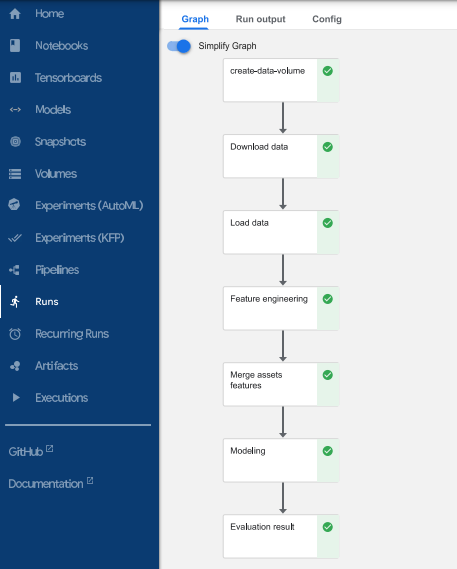 Home
Notebooks
Tensorboards
Models
Snapshots
Volumes
Experiments (AutoML)
Experiments (KFP)
Pipelines
Runs
Recurring Runs
Artifacts
Executions
GitHub
Documentation
Graph Run output Config
Simplify Graph
create-data-volume
Download data
Load data
Feature engineering
Merge assets
features
Modeling
Evaluation result